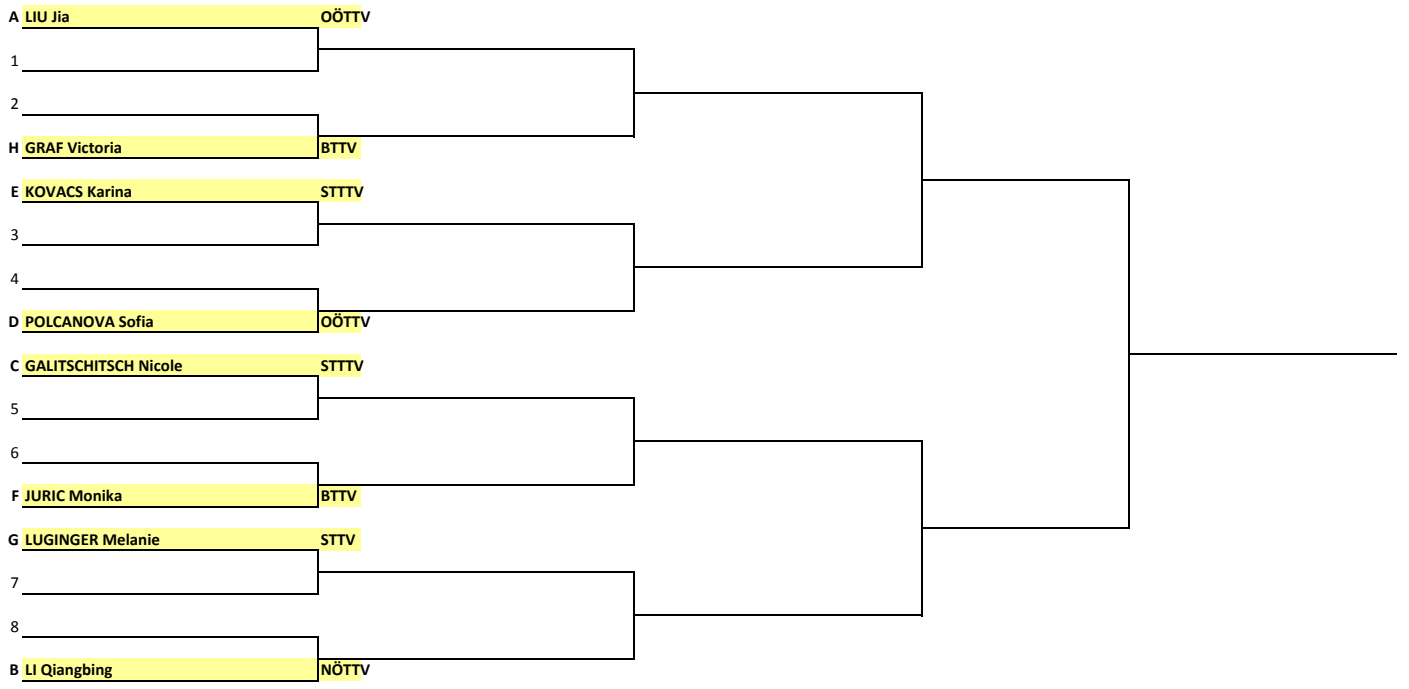 A LIU Jia OÖTTV
1
2
H GRAF Victoria BTTV
E KOVACS Karina STTTV
3
4
D POLCANOVA Sofia OÖTTV
C GALITSCHITSCH Nicole STTTV
5
6
F JURIC Monika BTTV
G LUGINGER Melanie STTV
7
8
B LI Qiangbing NÖTTV